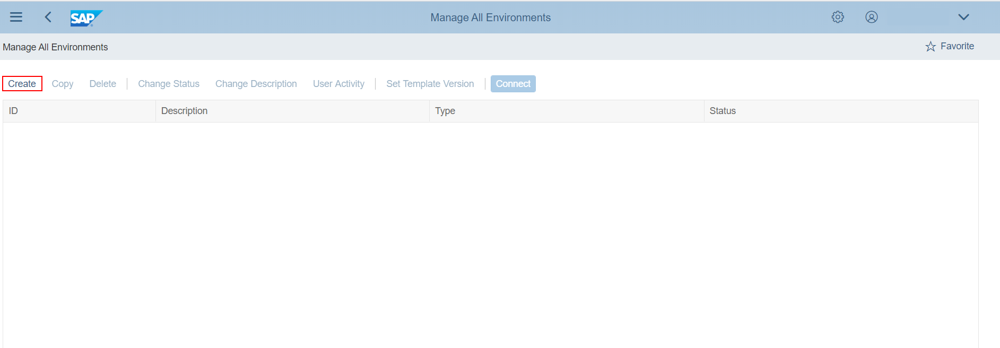 SAP
Manage All Environments
Manage All Environments
Favorite
Create Copy Delete Change Status Change Description User Activity Set Template Version Connect
ID Description Type Status